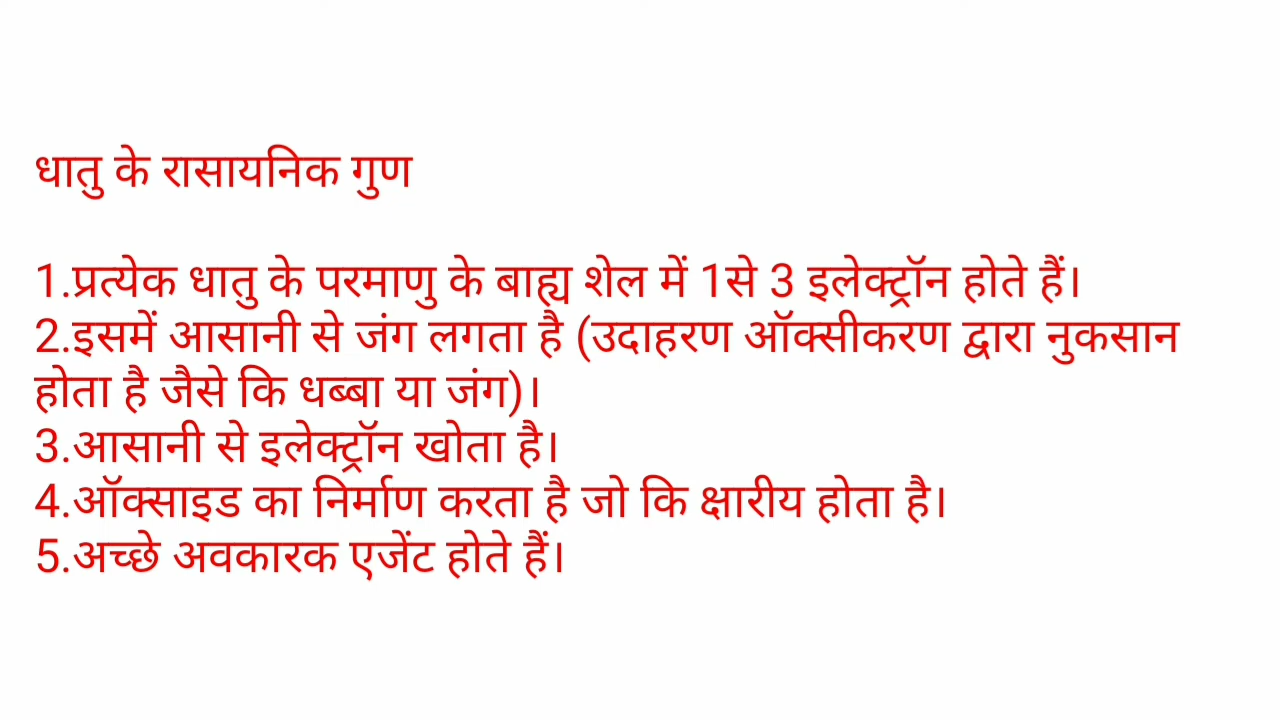 धातु के रासायनिक गुण
1.प्रत्येक धातु के परमाणु के बाह्य शेल में 1से 3 इलेक्ट्रॉन होते हैं।
2.इसमें आसानी से जंग लगता है (उदाहरण ऑक्सीकरण द्वारा नुकसान
होता है जैसे कि धब्बा या जंग)।
3.आसानी से इलेक्ट्रॉन खोता है।
4.ऑक्साइड का निर्माण करता है जो कि क्षारीय होता है।
5.अच्छे अवकारक एजेंट होते हैं।